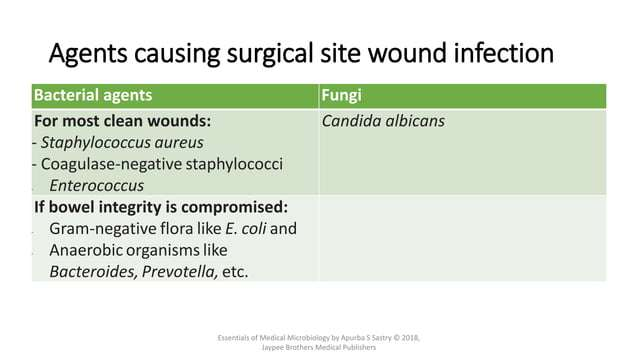 Agents causing surgical site wound infection
Bacterial agents
Fungi
For most clean wounds:
- Staphylococcus aureus
- Coagulase-negative staphylococci
- Enterococcus
Candida albicans
If bowel integrity is compromised:
- Gram-negative flora like E. coli and
- Anaerobic organisms like
Bacteroides, Prevotella, etc.
Essentials of Medical Microbiology by Apurba S Sastry © 2018,
Jaypee Brothers Medical Publishers